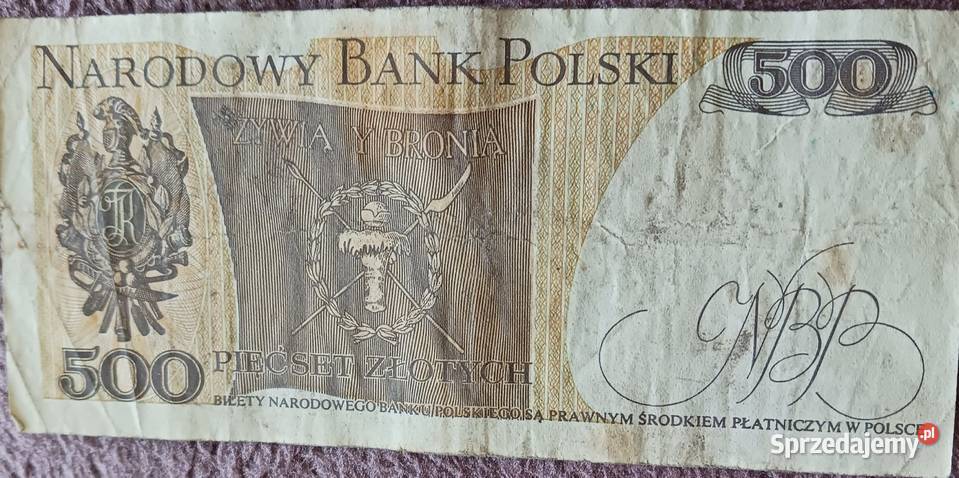 NARODOWY BANK POLSKI
500
ŻYWIĄ Y BRONIĄ
TK
500
PIĘĆSET ZŁOTYCH
NBP
BILETY NARODOWEGO BANKU POLSKIEGO SĄ PRAWNYM ŚRODKIEM PŁATNICZYM W POLSCE
Sprzedajemy.pl